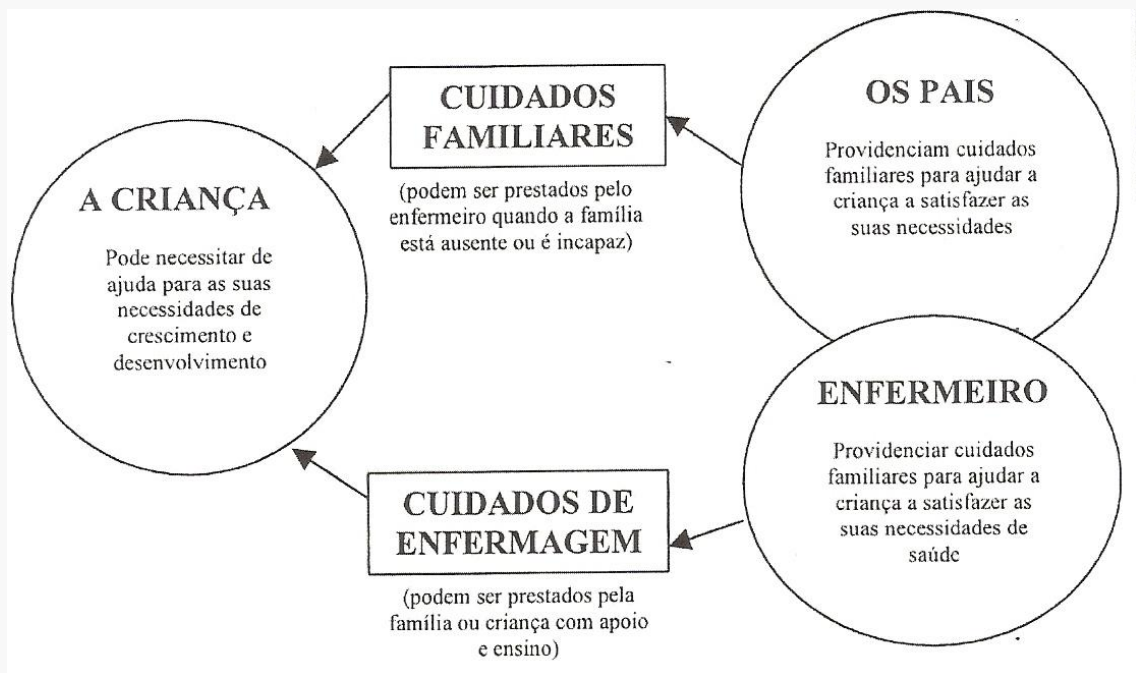 A CRIANÇA
Pode necessitar de
ajuda para as suas
necessidades de
crescimento e
desenvolvimento
CUIDADOS
FAMILIARES
(podem ser prestados pelo
enfermeiro quando a família
está ausente ou é incapaz)
OS PAIS
Providenciam cuidados
familiares para ajudar a
criança a satisfazer as
suas necessidades
CUIDADOS DE
ENFERMAGEM
(podem ser prestados pela
família ou criança com apoio
e ensino)
ENFERMEIRO
Providenciar cuidados
familiares para ajudar a
criança a satisfazer as
suas necessidades de
saúde